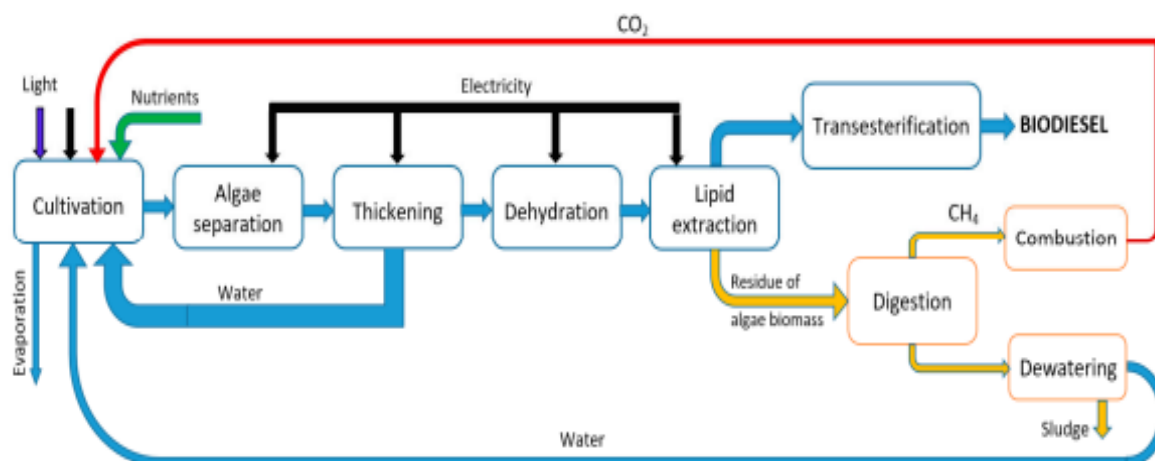 CO₂
Light
Nutrients
Electricity
Transesterification
BIODIESEL
Cultivation
Algae
separation
Thickening
Dehydration
Lipid
extraction
CH₄
Combustion
Water
Residue of
algae biomass
Digestion
Evaporation
Dewatering
Sludge
Water